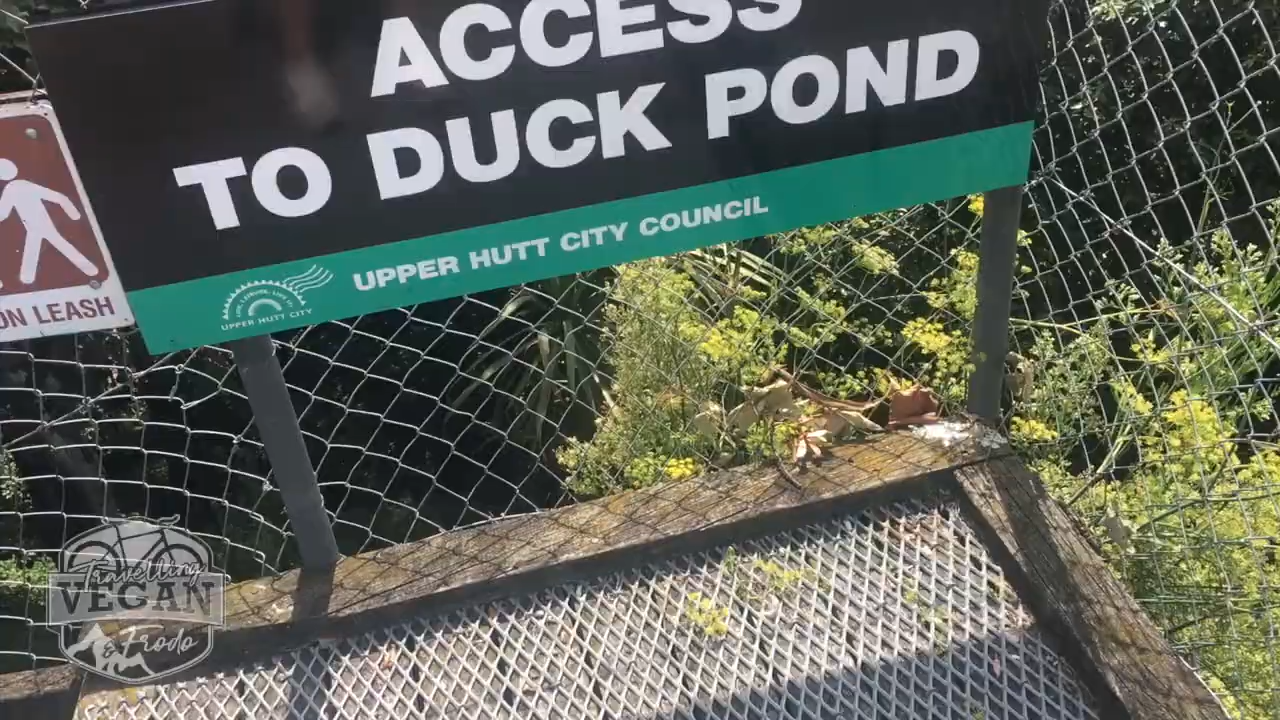 ACCESS
TO DUCK POND
UPPER HUTT CITY COUNCIL
UPPER HUTT CITY
ON LEASH
Travelling
VEGAN
& Frodo